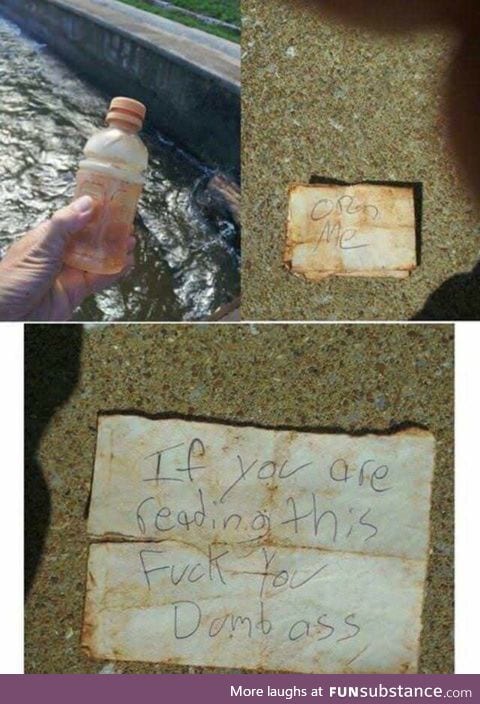 open
Me
If you are
reading this
Fuck You
Dumb ass
More laughs at FUNsubstance.com